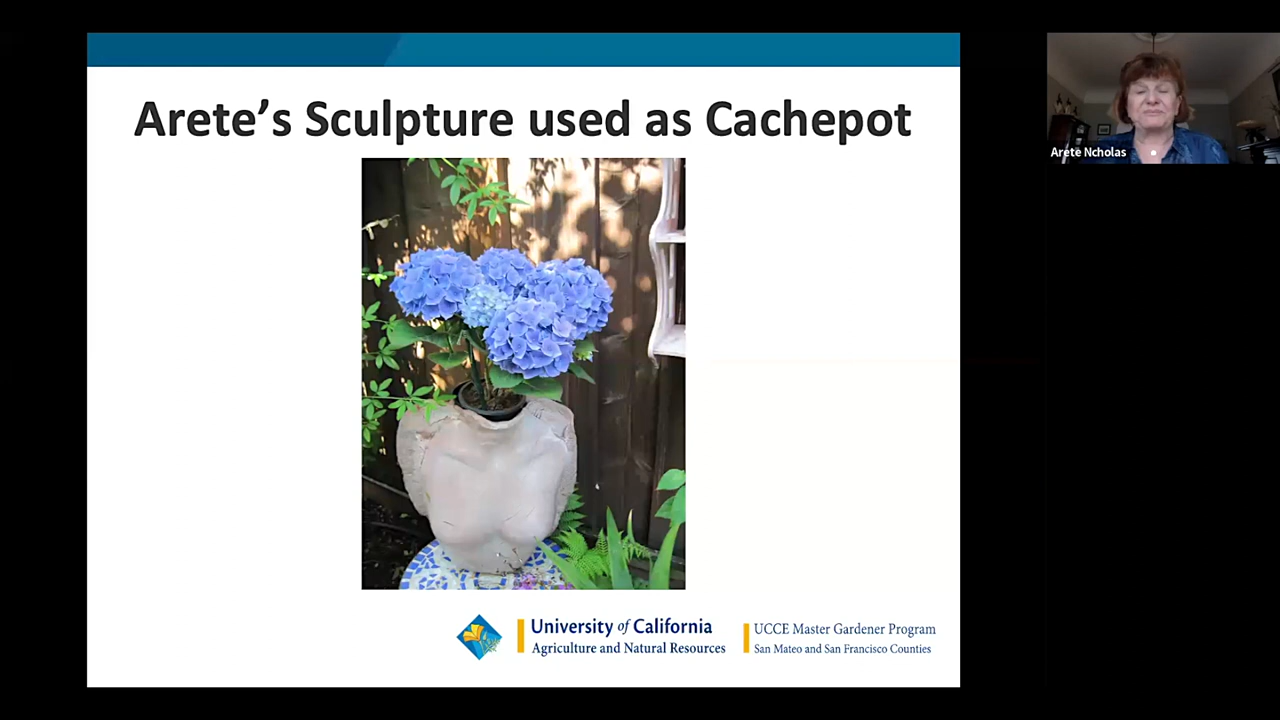 Arete’s Sculpture used as Cachepot
Arete Ncholas
University of California
Agriculture and Natural Resources
UCCE Master Gardener Program
San Mateo and San Francisco Counties